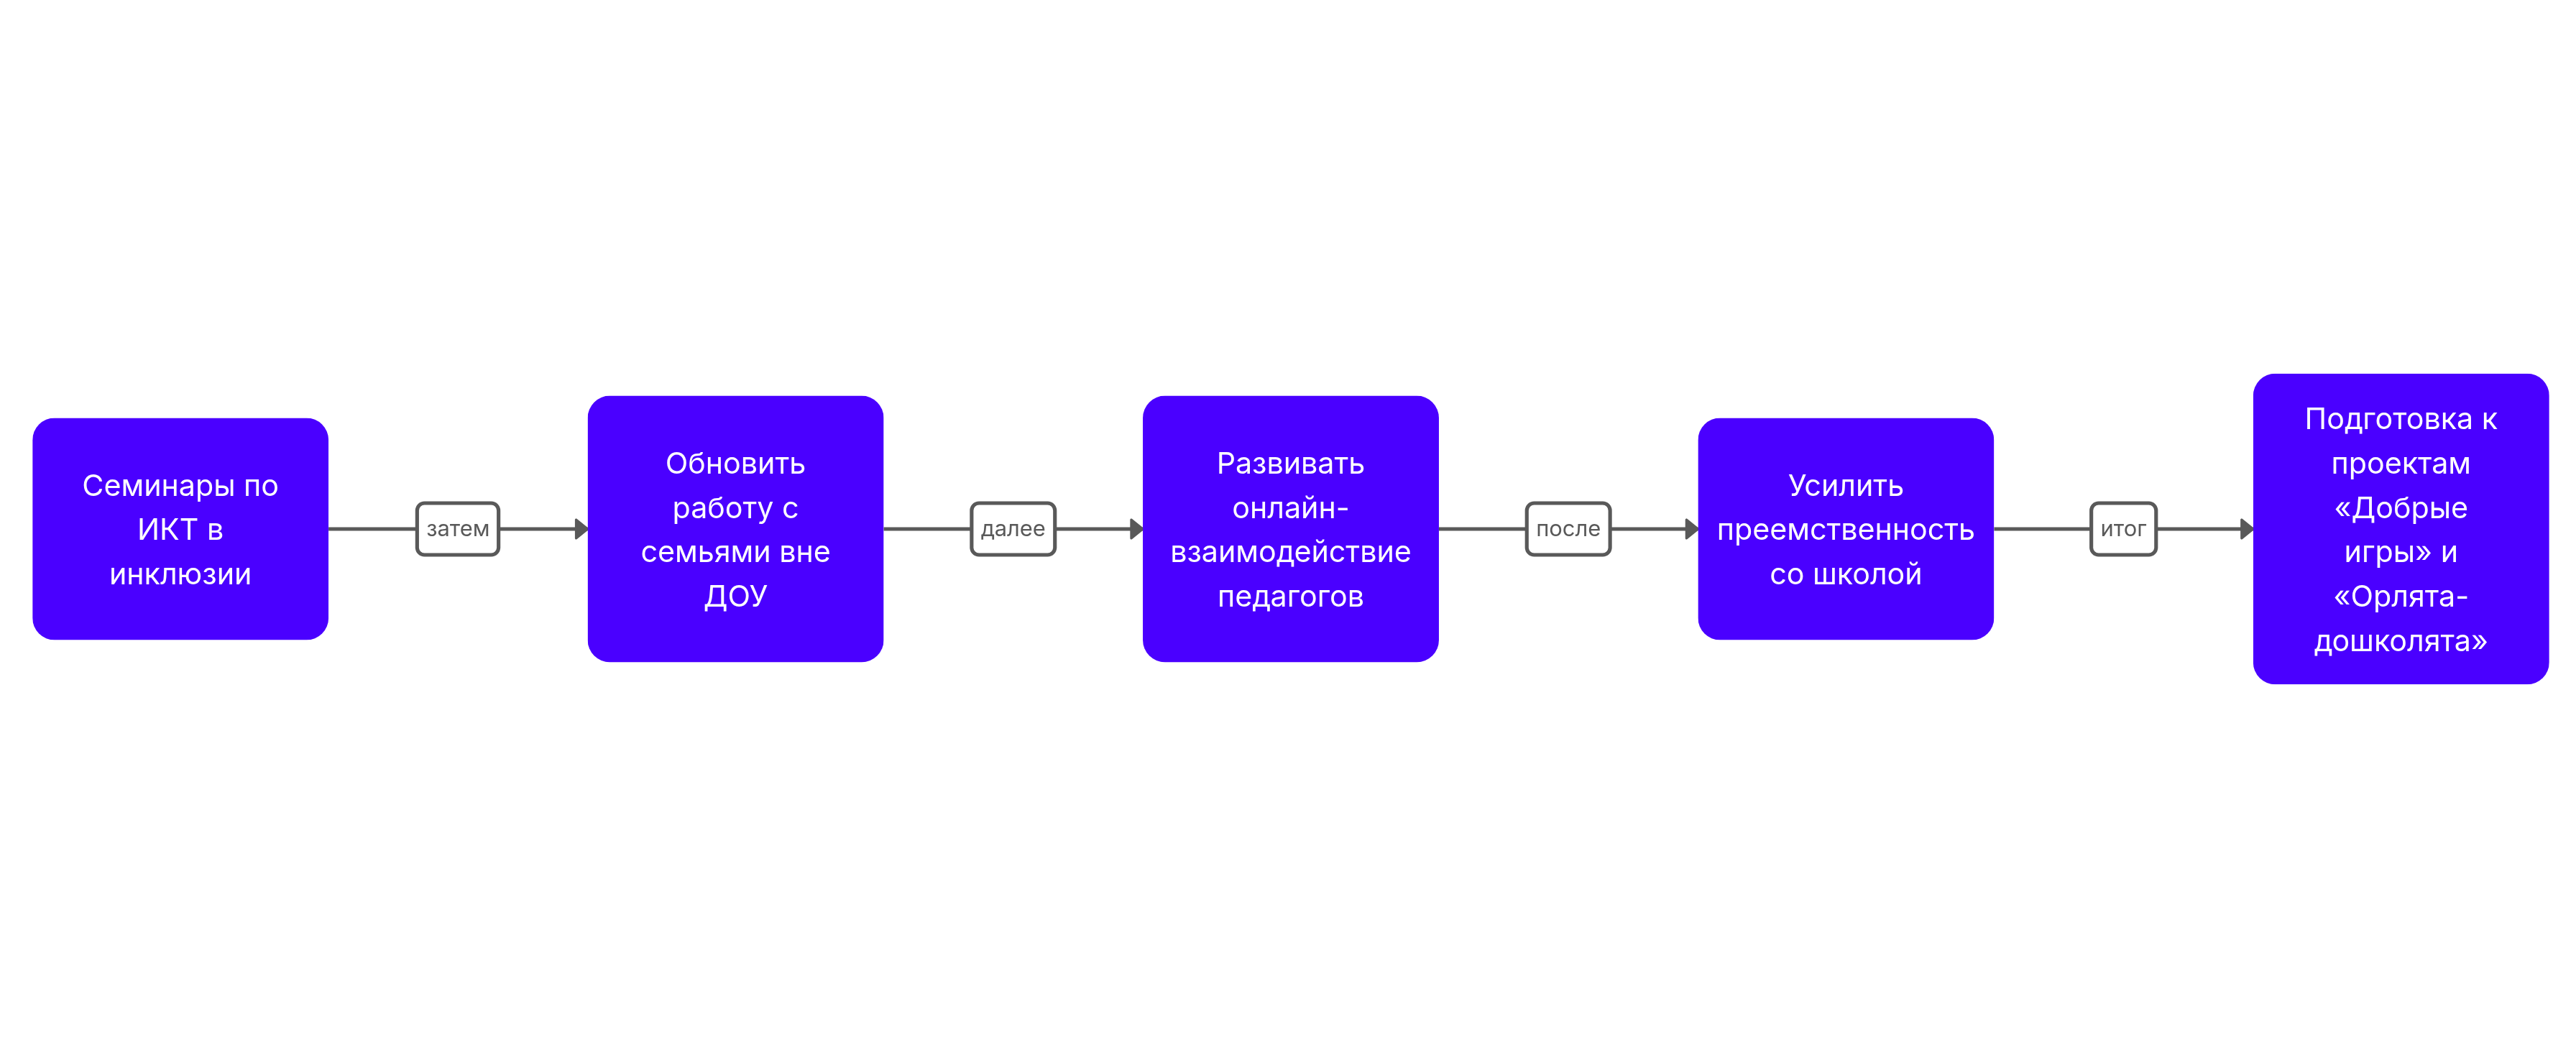 Семинары по
ИКТ в
инклюзии
затем
Обновить
работу с
семьями вне
ДОУ
далее
Развивать
онлайн-
взаимодействие
педагогов
после
Усилить
преемственность
со школой
итог
Подготовка к
проектам
«Добрые
игры» и
«Орлята-
дошколята»